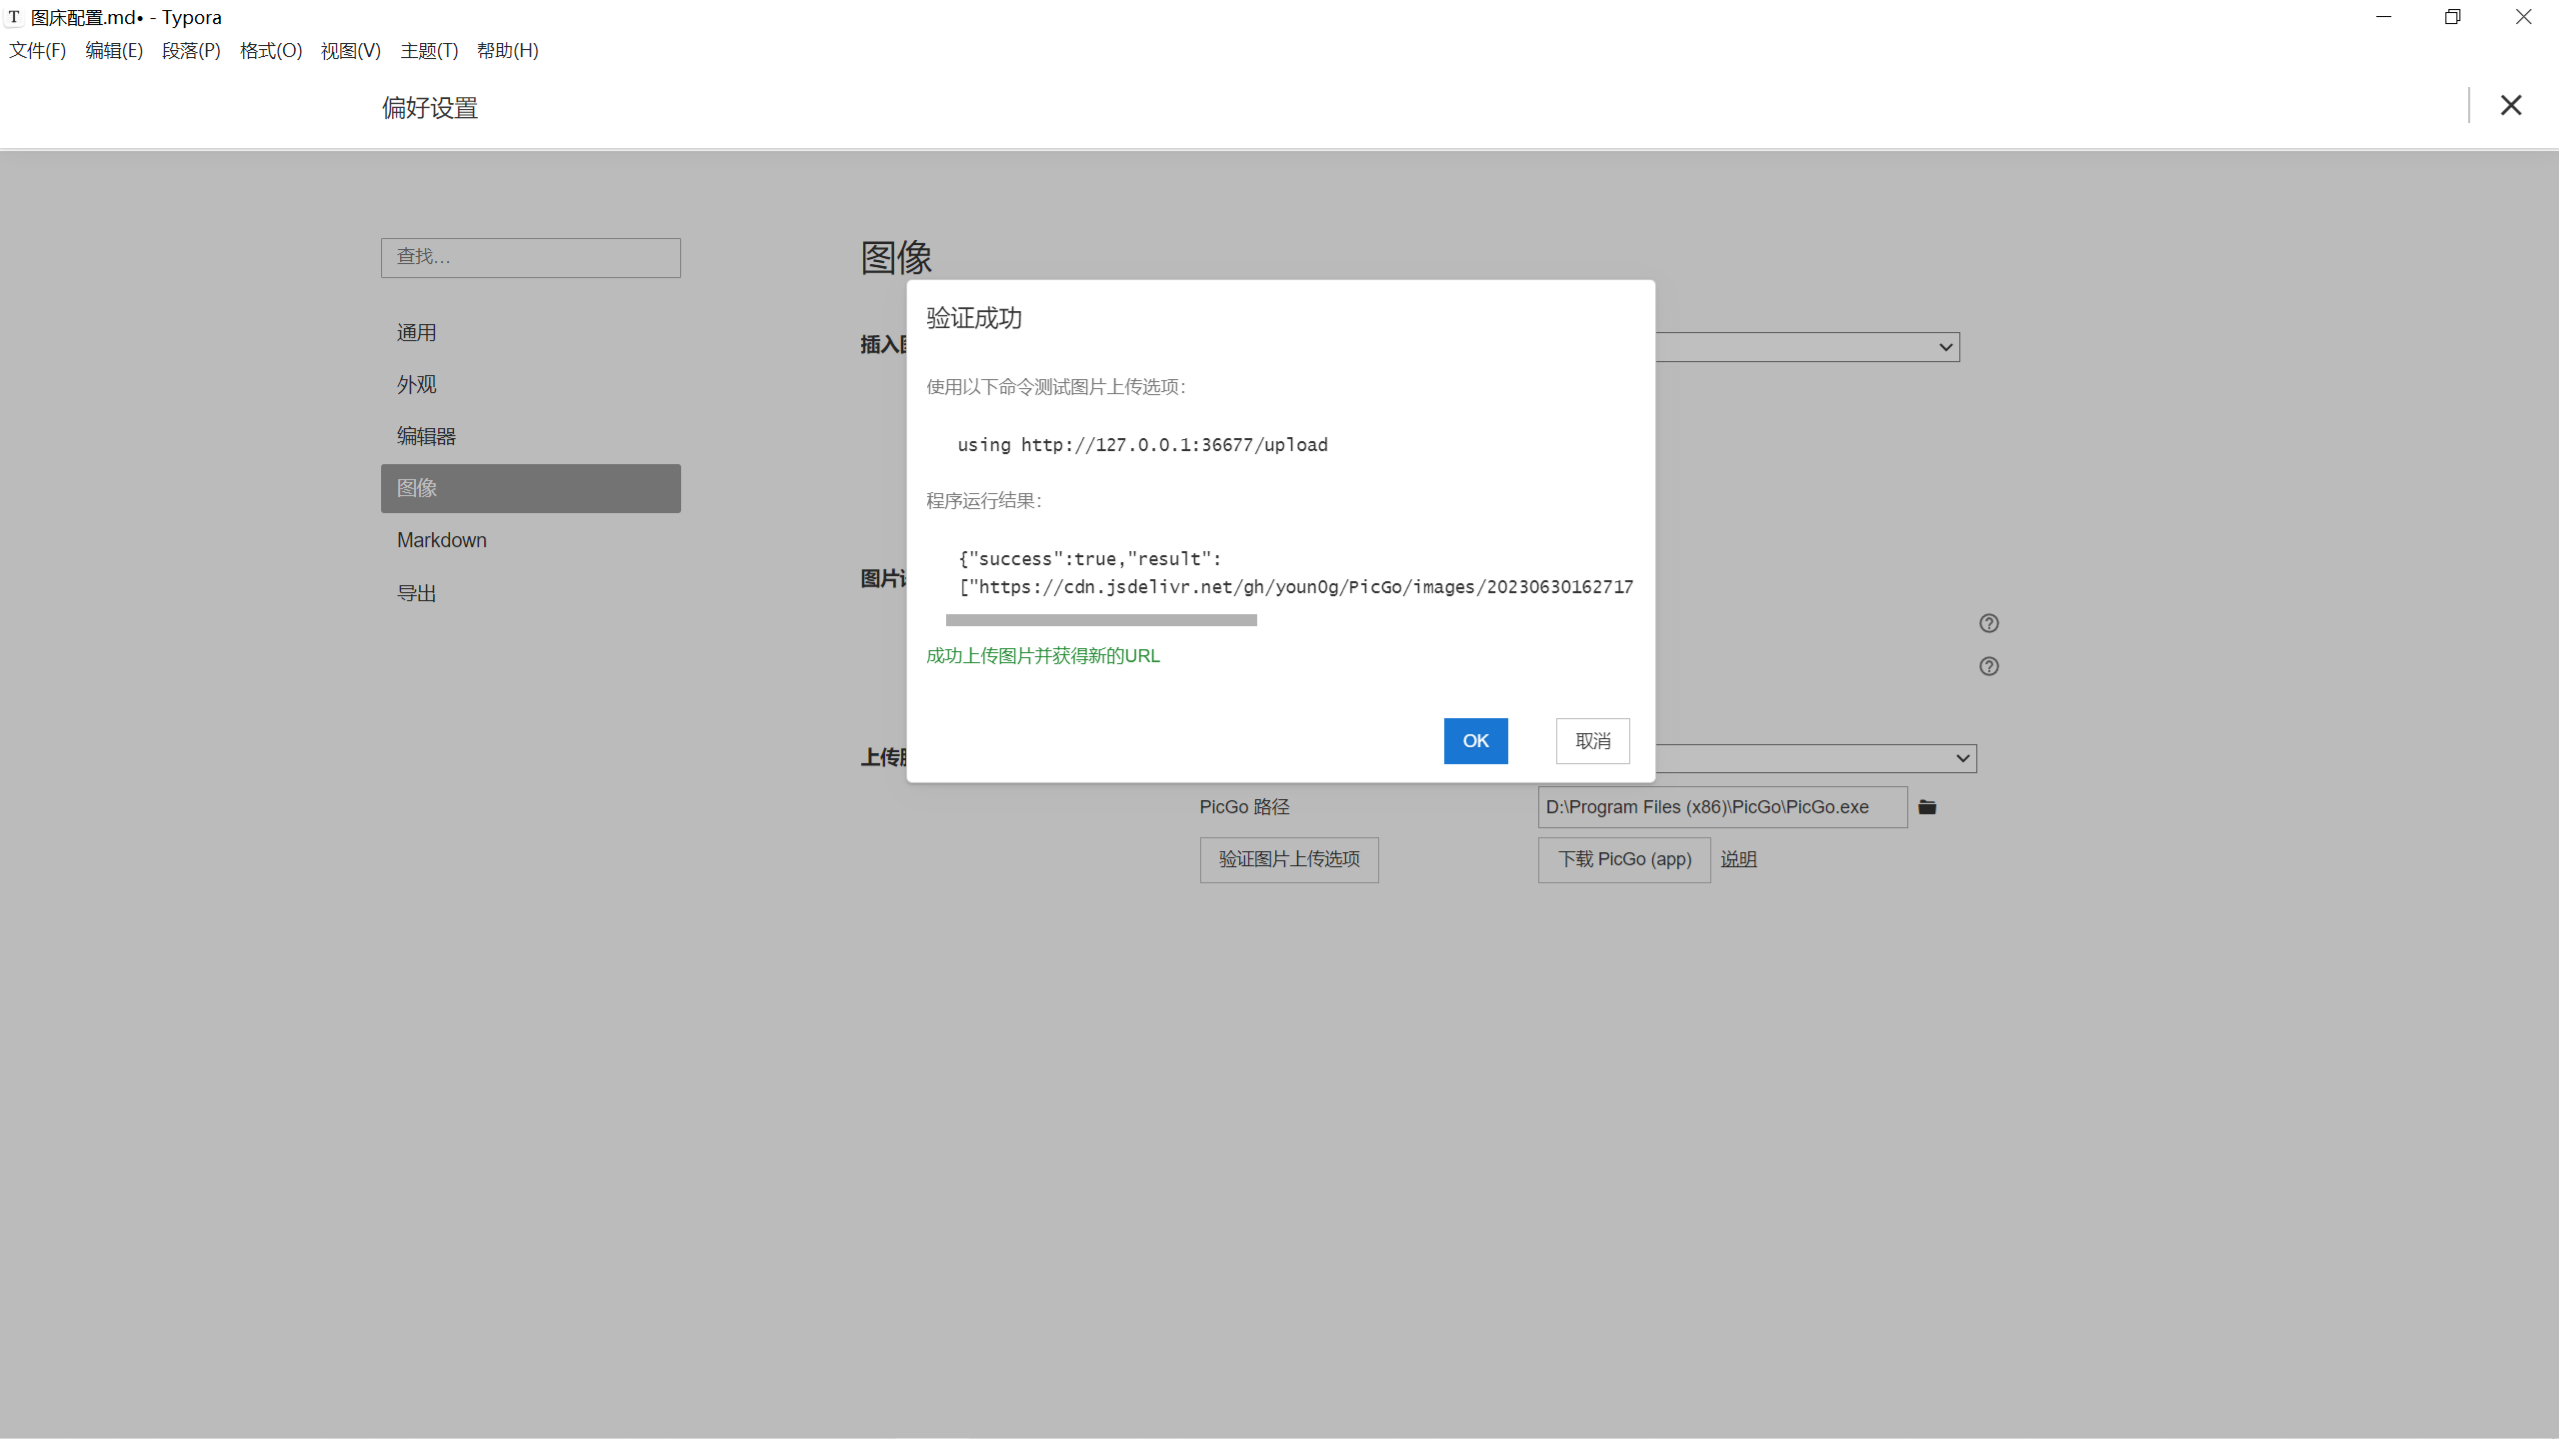 T 图床配置.md• - Typora
文件(F) 编辑(E) 段落(P) 格式(O) 视图(V) 主题(T) 帮助(H)
偏好设置
查找...
通用
外观
编辑器
图像
Markdown
导出
图像
插入
图片
上传
验证成功
使用以下命令测试图片上传选项:
using http://127.0.0.1:36677/upload
程序运行结果:
{"success":true,"result":
["https://cdn.jsdelivr.net/gh/youn0g/PicGo/images/20230630162717
成功上传图片并获得新的URL
OK 取消
PicGo 路径 D:\Program Files (x86)\PicGo\PicGo.exe
验证图片上传选项 下载 PicGo (app) 说明